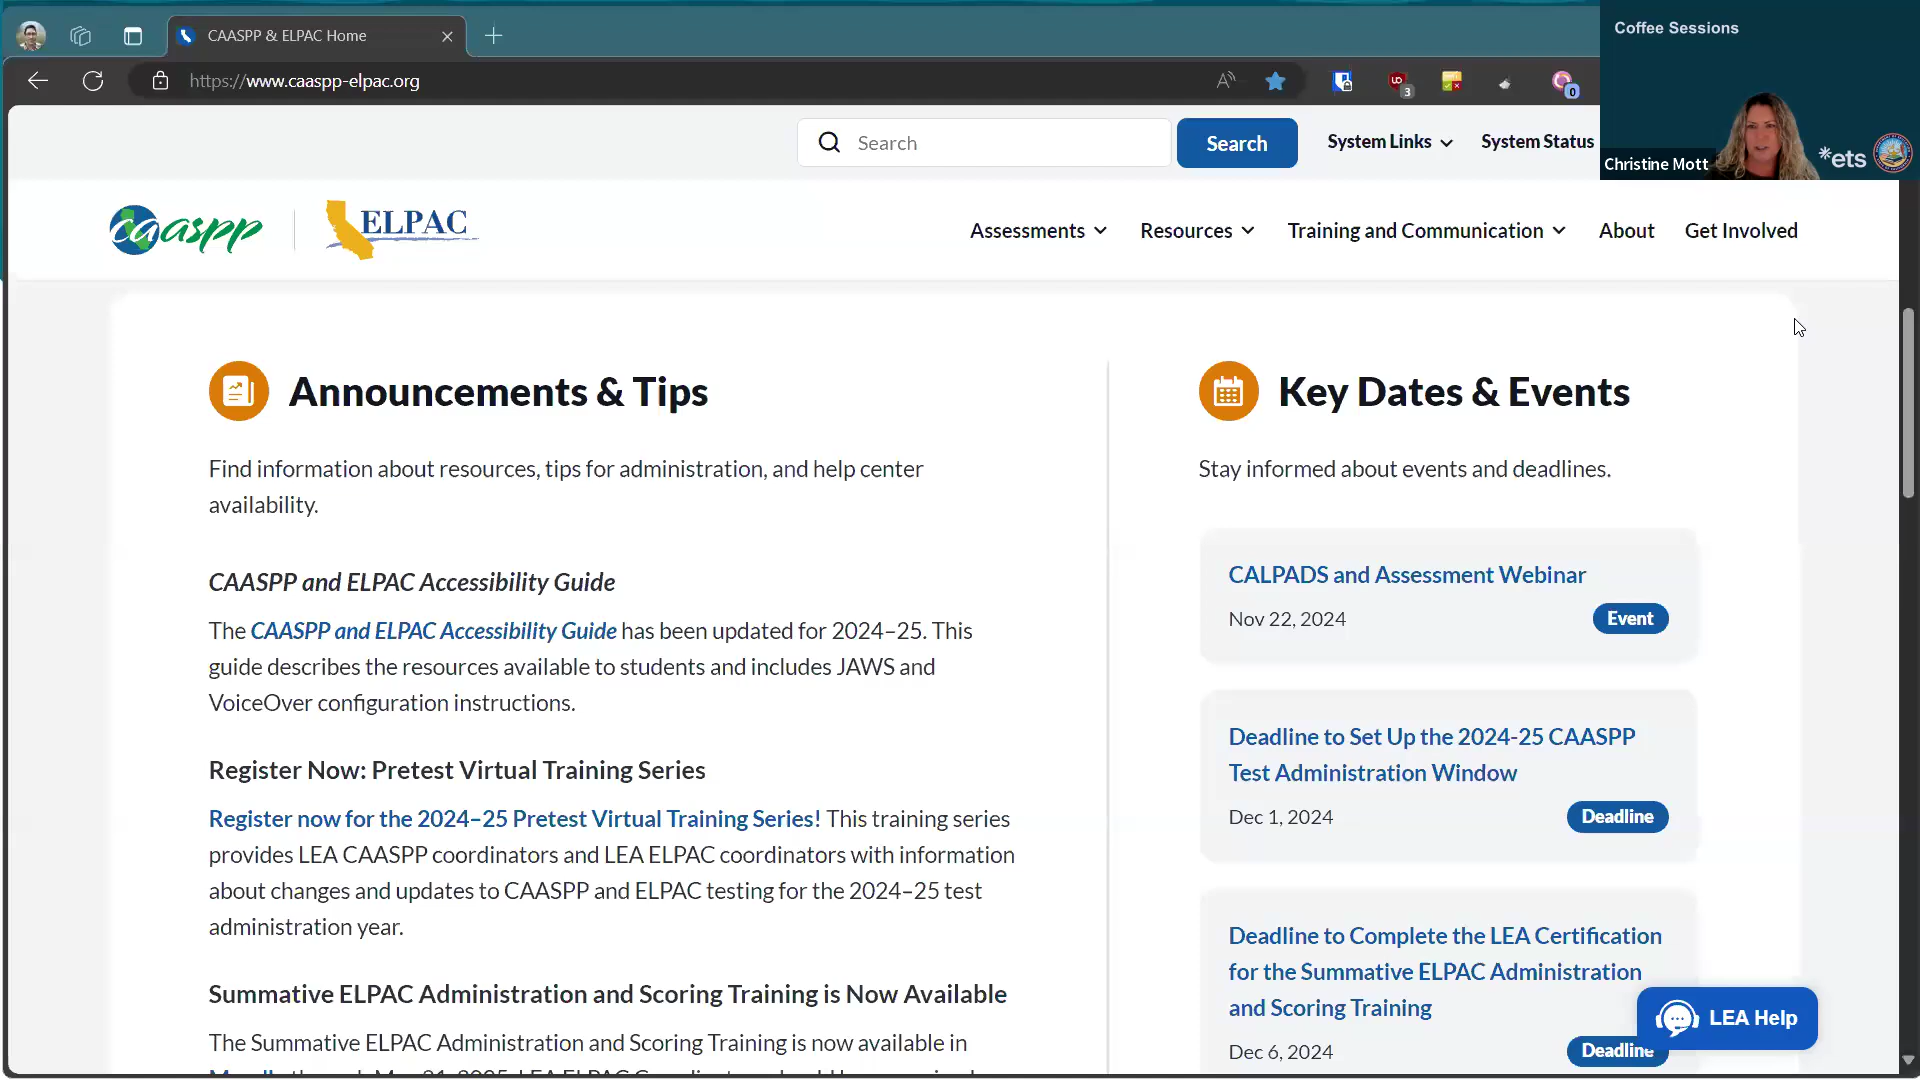 CAASPP & ELPAC Home
Coffee Sessions
https://www.caaspp-elpac.org
3
0
Search
Search
System Links
System Status
Christine Mott
*ets
caaspp
ELPAC
Assessments
Resources
Training and Communication
About
Get Involved
Announcements & Tips
Find information about resources, tips for administration, and help center
availability.
CAASPP and ELPAC Accessibility Guide
The CAASPP and ELPAC Accessibility Guide has been updated for 2024–25. This
guide describes the resources available to students and includes JAWS and
VoiceOver configuration instructions.
Register Now: Pretest Virtual Training Series
Register now for the 2024–25 Pretest Virtual Training Series! This training series
provides LEA CAASPP coordinators and LEA ELPAC coordinators with information
about changes and updates to CAASPP and ELPAC testing for the 2024–25 test
administration year.
Summative ELPAC Administration and Scoring Training is Now Available
The Summative ELPAC Administration and Scoring Training is now available in
Key Dates & Events
Stay informed about events and deadlines.
CALPADS and Assessment Webinar
Nov 22, 2024
Event
Deadline to Set Up the 2024-25 CAASPP
Test Administration Window
Dec 1, 2024
Deadline
Deadline to Complete the LEA Certification
for the Summative ELPAC Administration
and Scoring Training
Dec 6, 2024
Deadline
LEA Help